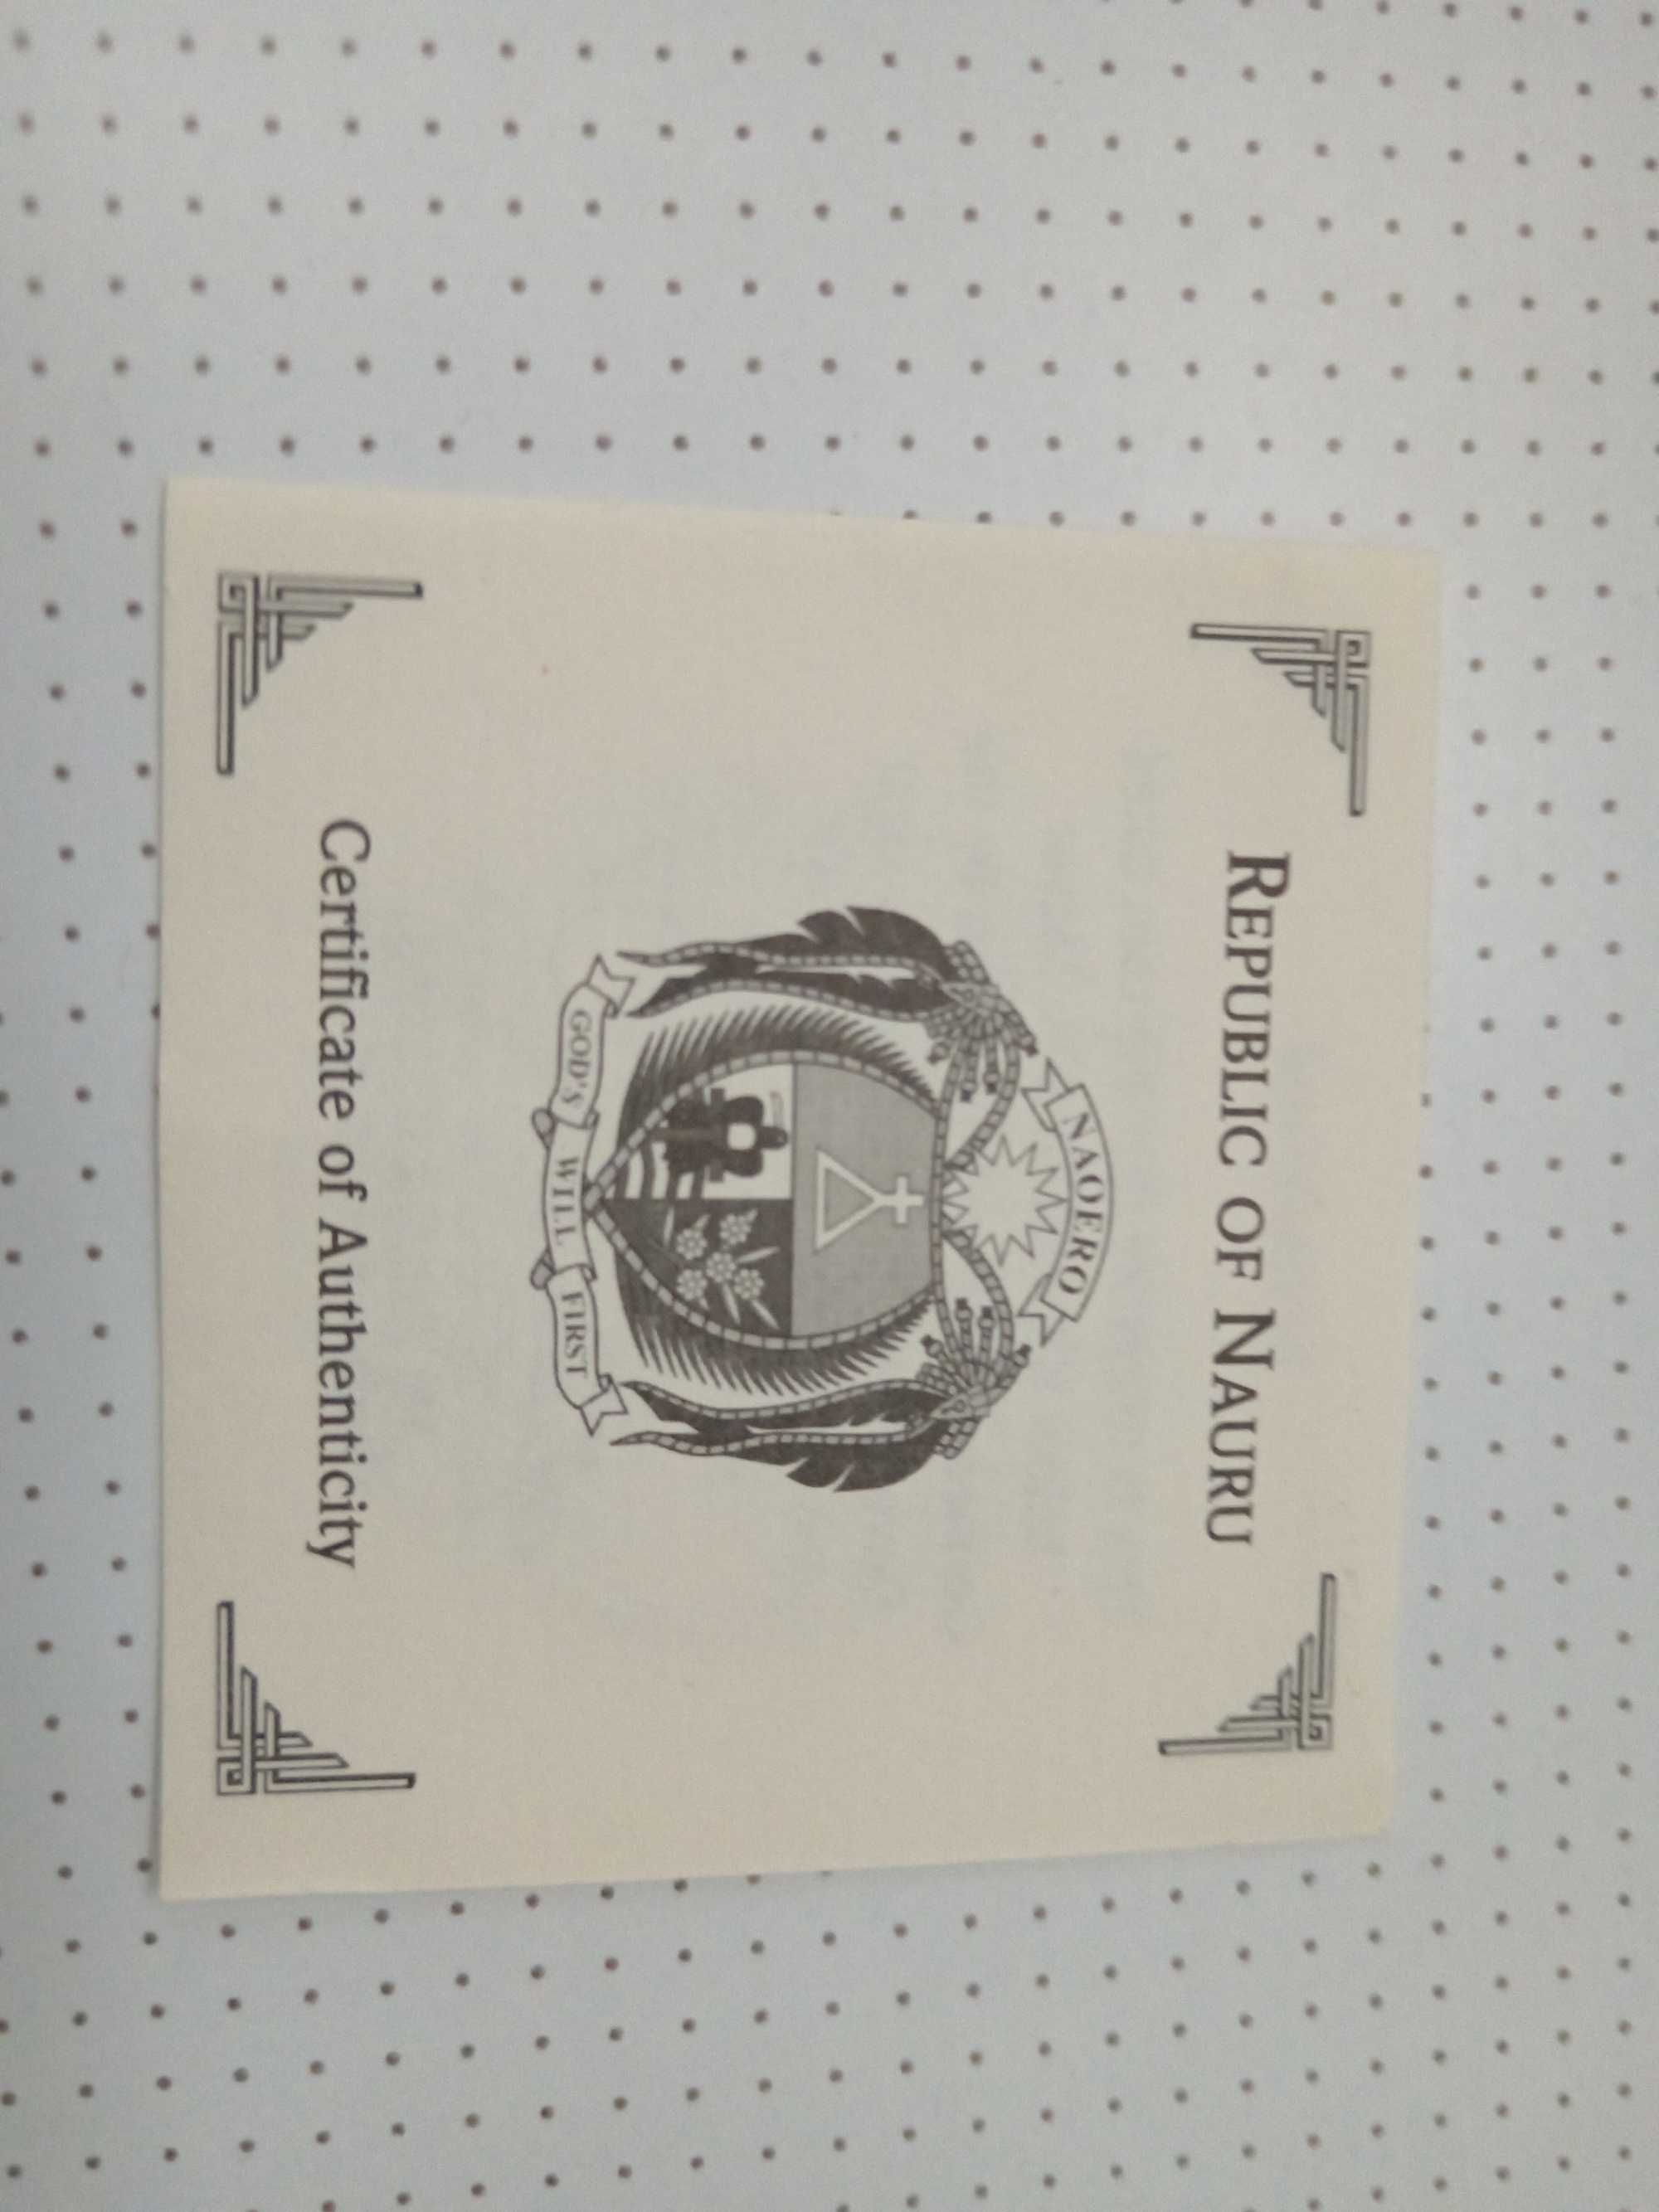 REPUBLIC OF NAURU
NAOERO
GOD'S WILL FIRST
Certificate of Authenticity